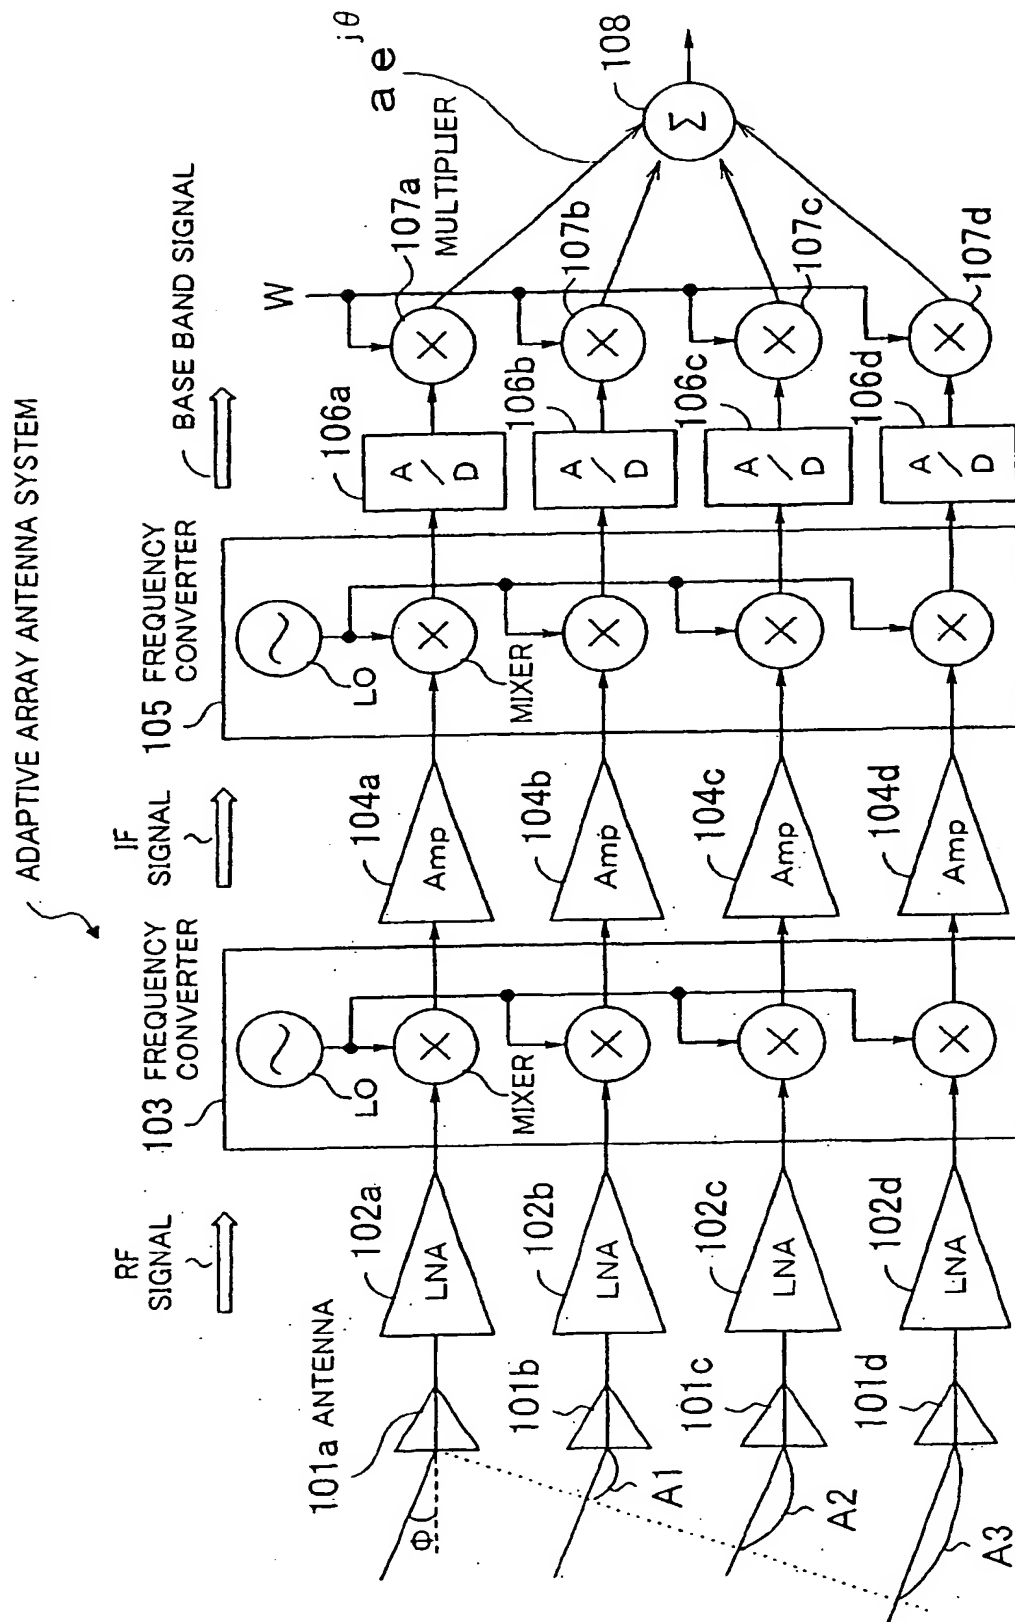 ADAPTIVE ARRAY ANTENNA SYSTEM
RF
SIGNAL
103 FREQUENCY
CONVERTER
IF
SIGNAL
105 FREQUENCY
CONVERTER
BASE BAND SIGNAL
LO
LO
W
a e^{jθ}
101a ANTENNA
102a
LNA
MIXER
104a
Amp
MIXER
106a
A/D
107a
MULTIPLIER
Φ
101b
102b
LNA
104b
Amp
106b
A/D
107b
108
Σ
A1
101c
102c
LNA
104c
Amp
106c
A/D
107c
A2
101d
102d
LNA
104d
Amp
106d
A/D
107d
A3